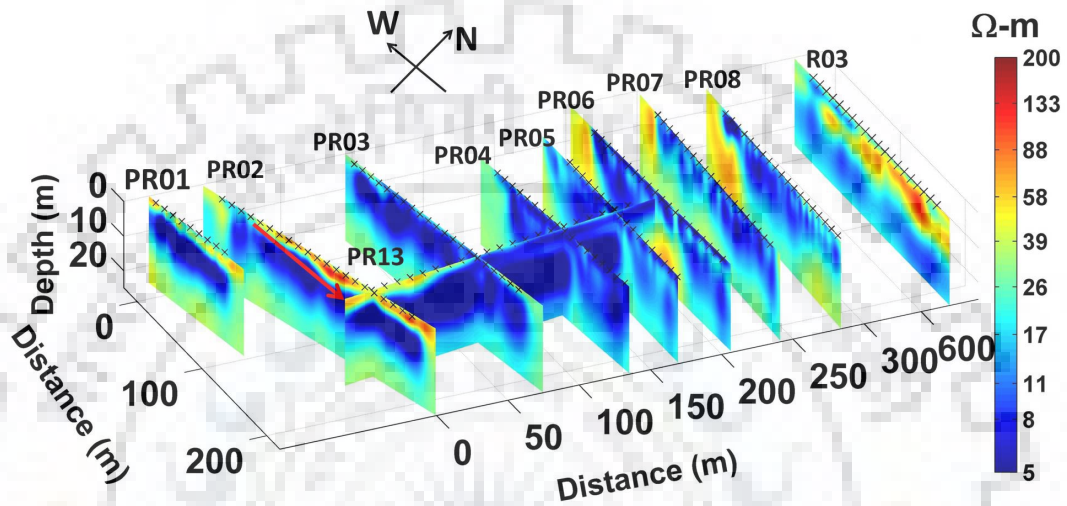 Ω-m
W
N
R03
PR08
PR07
PR06
PR05
PR04
PR03
PR02
PR01
PR13
200
133
88
58
39
26
17
11
8
5
0
10
20
Depth (m)
0
100
200
Distance (m)
0
50
100
150
200
250
300
600
Distance (m)